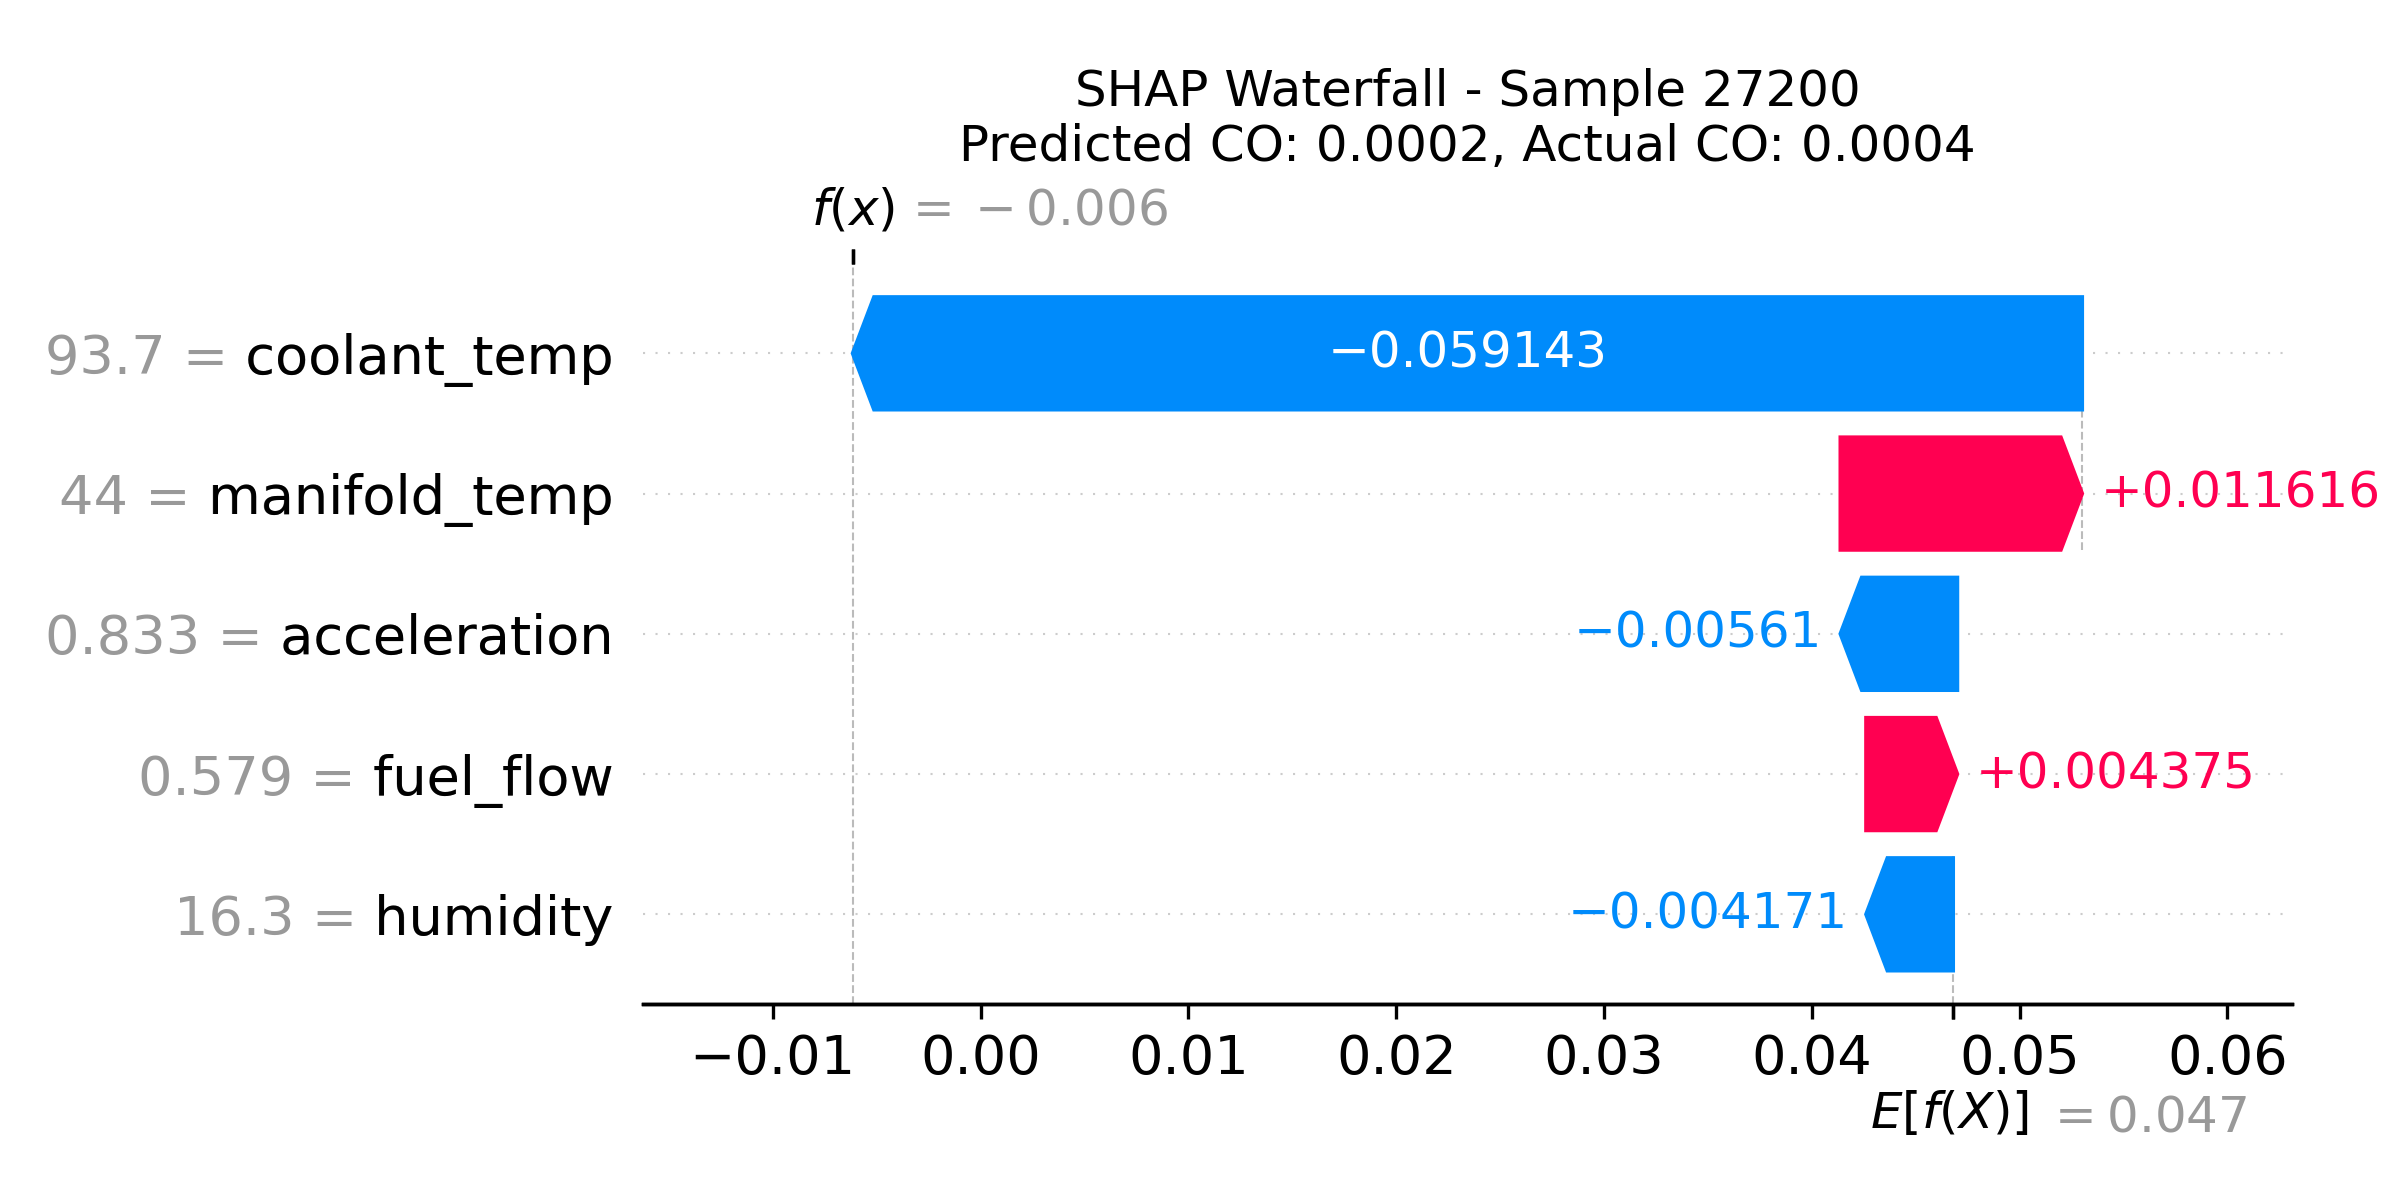 SHAP Waterfall - Sample 27200
Predicted CO: 0.0002, Actual CO: 0.0004
f(x) = −0.006
93.7 = coolant_temp −0.059143
44 = manifold_temp +0.011616
0.833 = acceleration −0.00561
0.579 = fuel_flow +0.004375
16.3 = humidity −0.004171
−0.01 0.00 0.01 0.02 0.03 0.04 0.05 0.06
E[f(X)] = 0.047